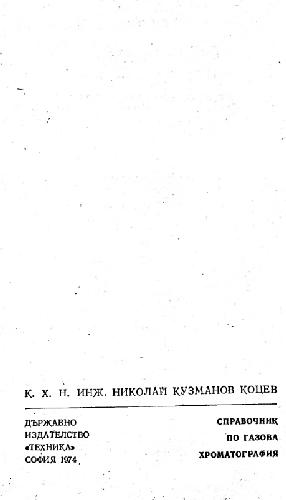 К. Х. Н. ИНЖ. НИКОЛАЙ КУЗМАНОВ КОЦЕВ
ДЪРЖАВНО
ИЗДАТЕЛСТВО
«ТЕХНИКА»
СОФИЯ 1974
СПРАВОЧНИК
ПО ГАЗОВА
ХРОМАТОГРАФИЯ